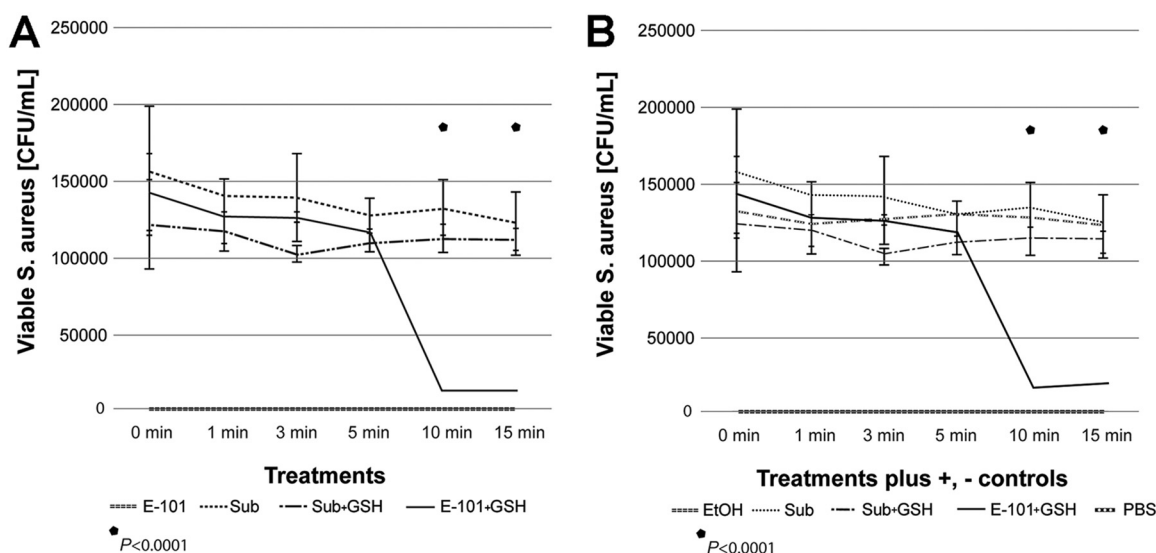 A
Viable S. aureus [CFU/mL]
250000
200000
150000
100000
50000
0
0 min 1 min 3 min 5 min 10 min 15 min
Treatments
E-101 Sub Sub+GSH E-101+GSH
P<0.0001
B
Viable S. aureus [CFU/mL]
250000
200000
150000
100000
50000
0
0 min 1 min 3 min 5 min 10 min 15 min
Treatments plus +, - controls
EtOH Sub Sub+GSH E-101+GSH PBS
P<0.0001